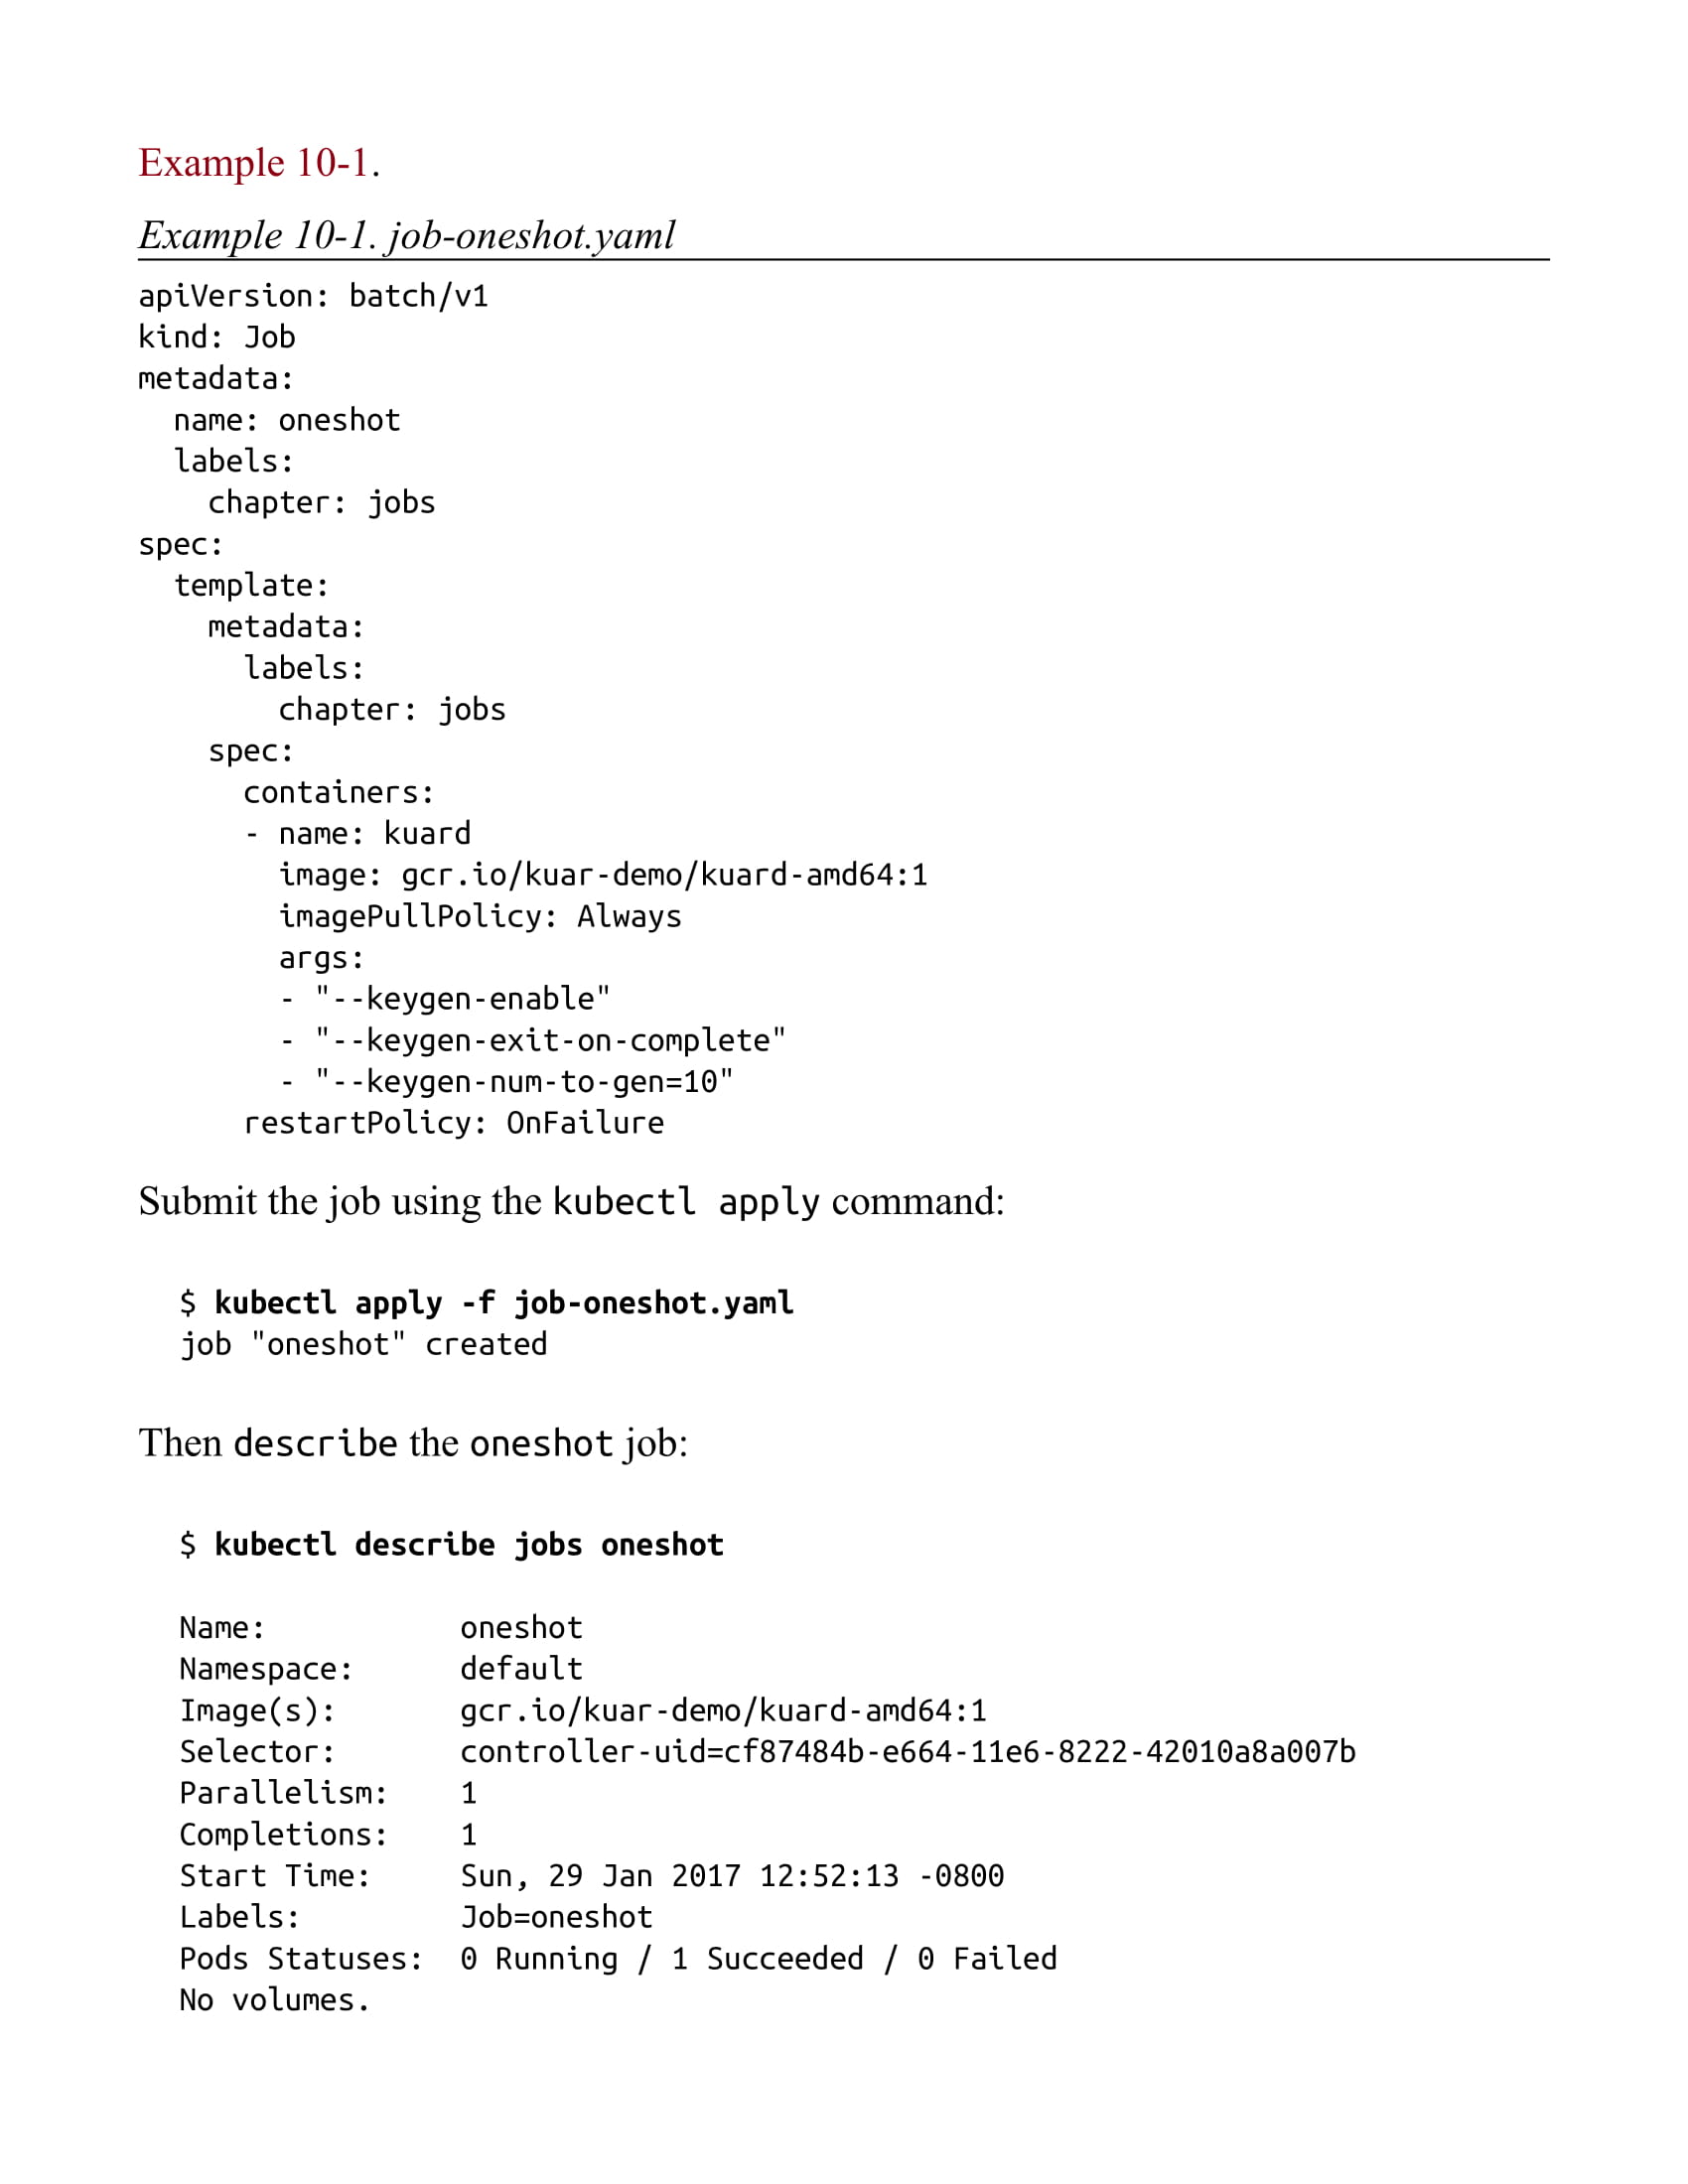 Example 10-1.
Example 10-1. job-oneshot.yaml
apiVersion: batch/v1
kind: Job
metadata:
  name: oneshot
  labels:
    chapter: jobs
spec:
  template:
    metadata:
      labels:
        chapter: jobs
    spec:
      containers:
      - name: kuard
        image: gcr.io/kuar-demo/kuard-amd64:1
        imagePullPolicy: Always
        args:
        - "--keygen-enable"
        - "--keygen-exit-on-complete"
        - "--keygen-num-to-gen=10"
      restartPolicy: OnFailure
Submit the job using the kubectl apply command:
$ kubectl apply -f job-oneshot.yaml
job "oneshot" created
Then describe the oneshot job:
$ kubectl describe jobs oneshot
Name:           oneshot
Namespace:      default
Image(s):       gcr.io/kuar-demo/kuard-amd64:1
Selector:       controller-uid=cf87484b-e664-11e6-8222-42010a8a007b
Parallelism:    1
Completions:    1
Start Time:     Sun, 29 Jan 2017 12:52:13 -0800
Labels:         Job=oneshot
Pods Statuses:  0 Running / 1 Succeeded / 0 Failed
No volumes.